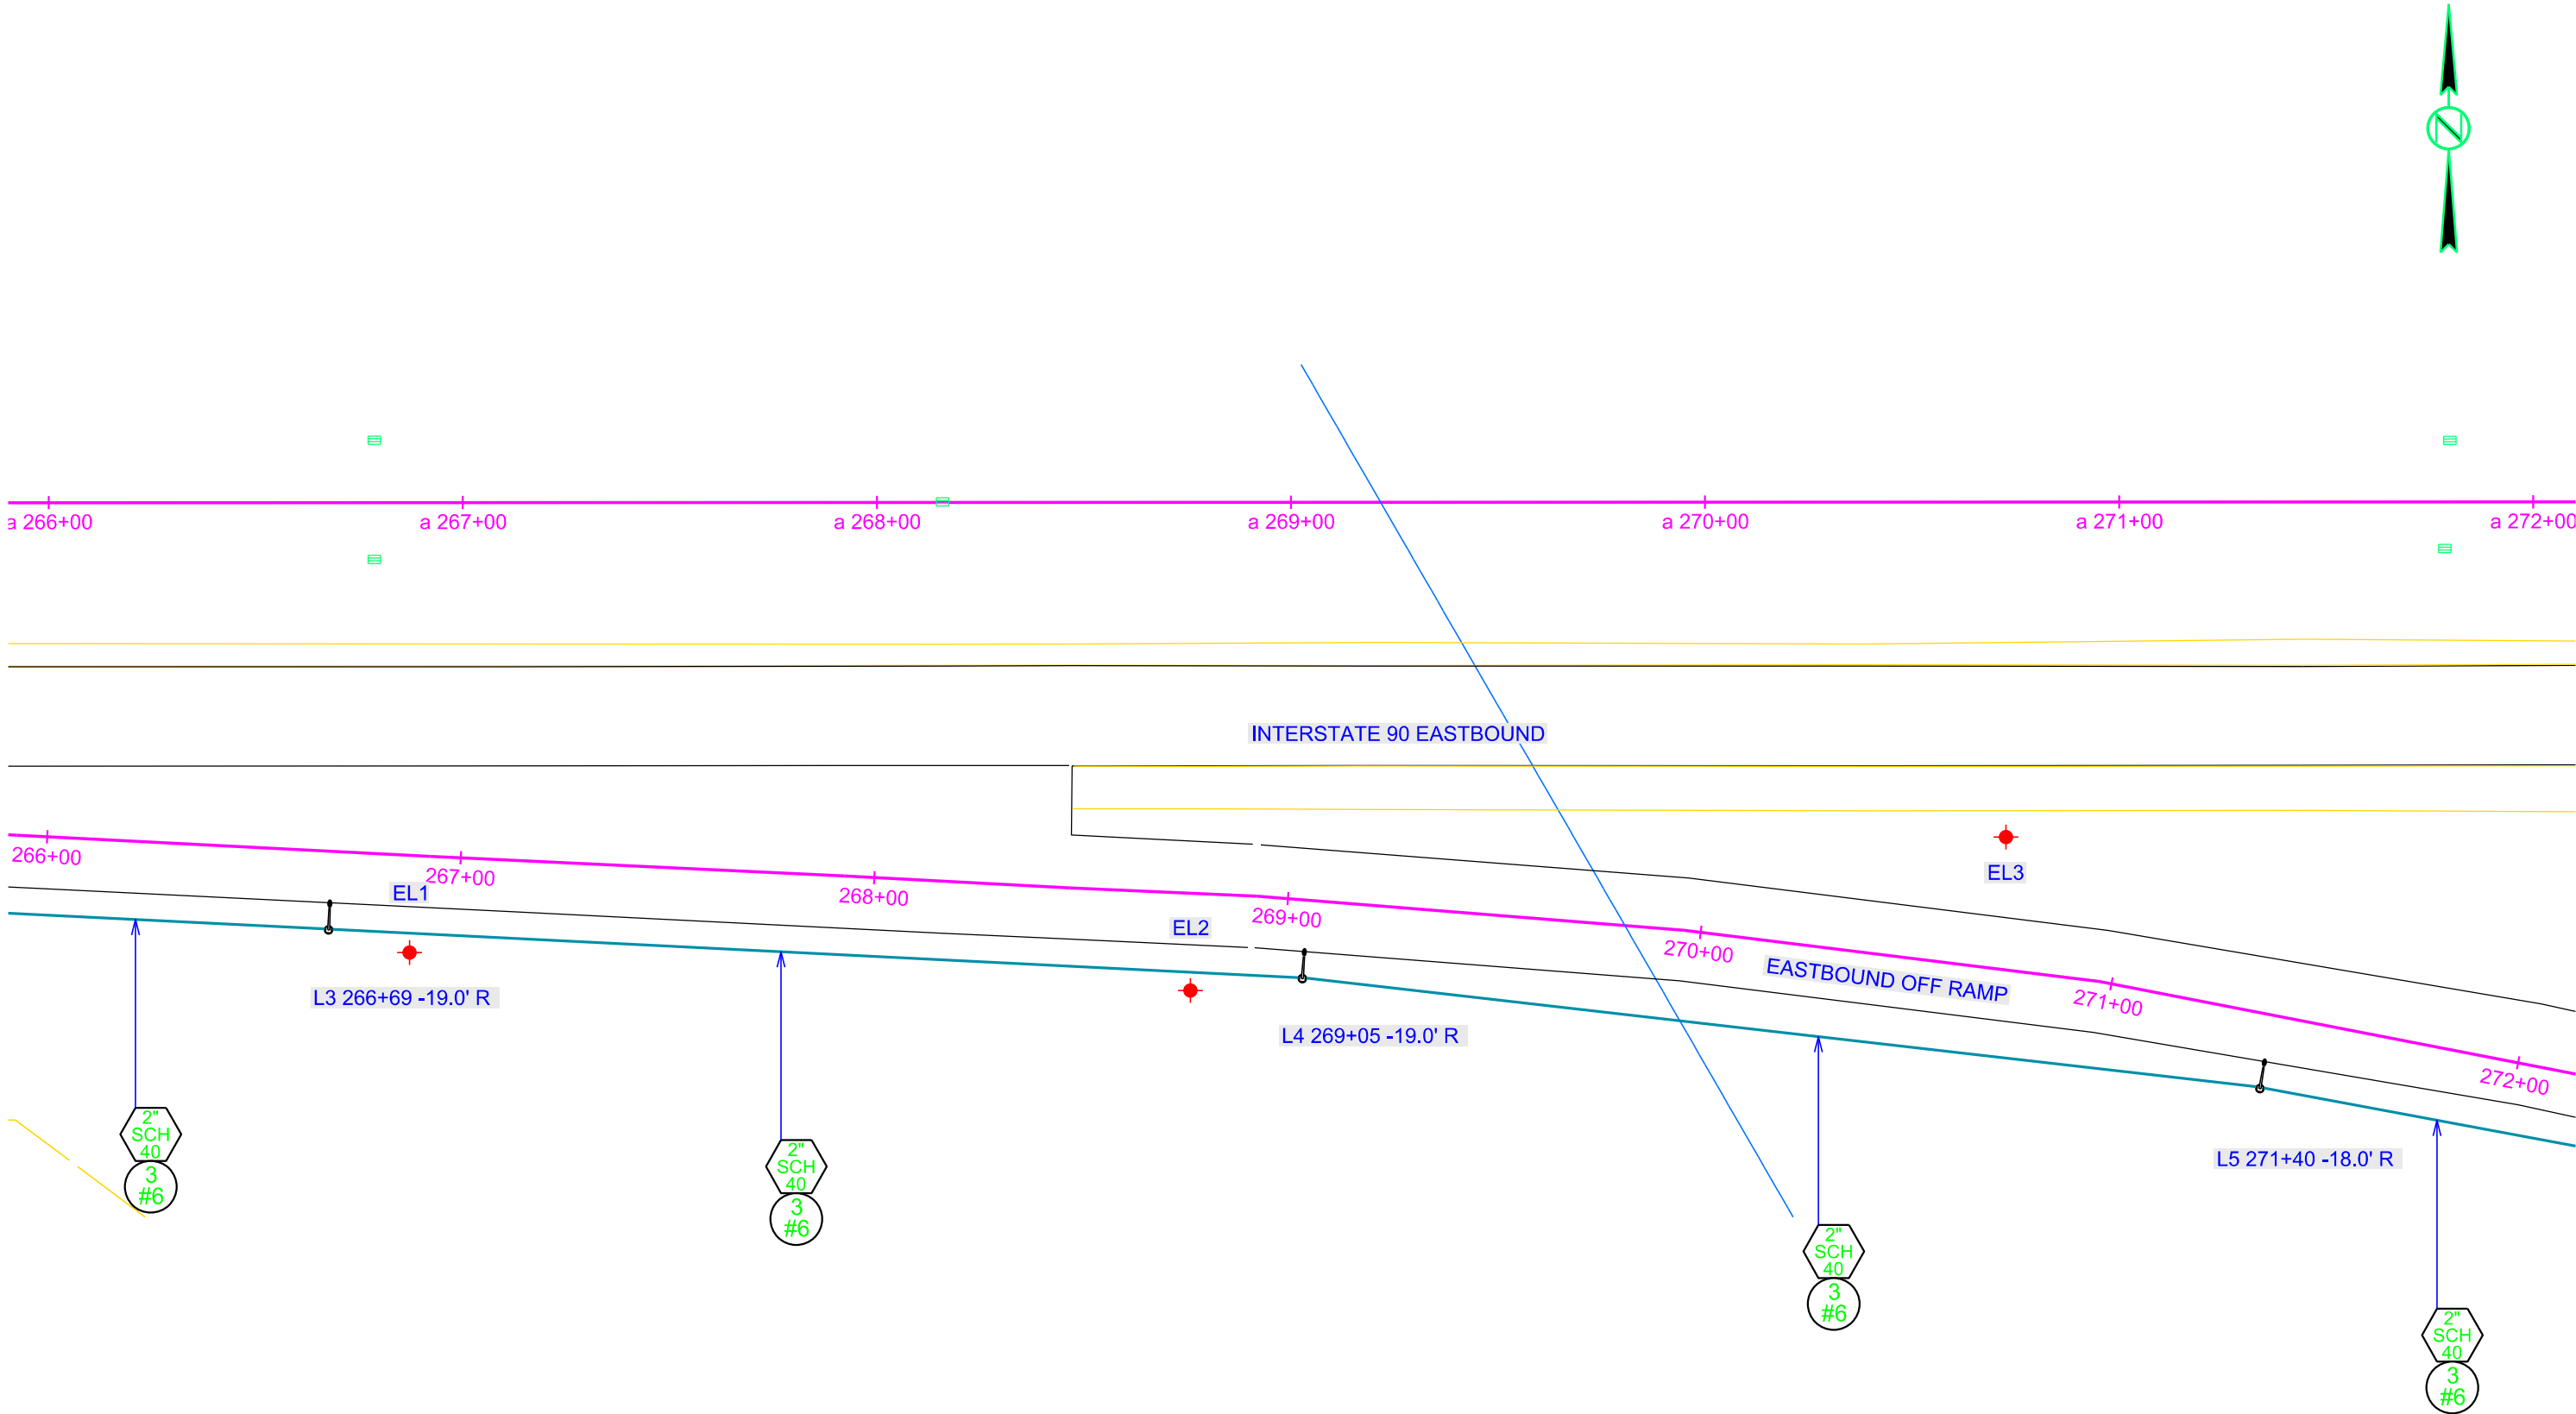 N
a 266+00
a 267+00
a 268+00
a 269+00
a 270+00
a 271+00
a 272+00
INTERSTATE 90 EASTBOUND
266+00
267+00
268+00
269+00
270+00
271+00
272+00
EL1
EL2
EL3
EASTBOUND OFF RAMP
L3 266+69 -19.0' R
L4 269+05 -19.0' R
L5 271+40 -18.0' R
2"
SCH
40
3
#6
2"
SCH
40
3
#6
2"
SCH
40
3
#6
2"
SCH
40
3
#6